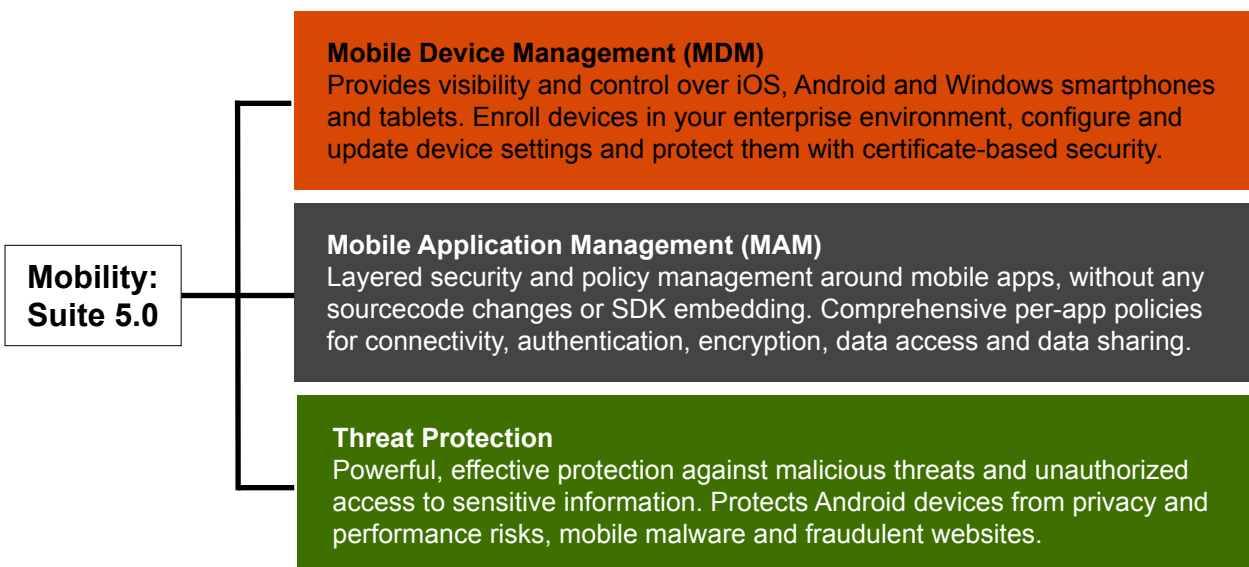 Mobile Device Management (MDM)
Provides visibility and control over iOS, Android and Windows smartphones
and tablets. Enroll devices in your enterprise environment, configure and
update device settings and protect them with certificate-based security.
Mobility:
Suite 5.0
Mobile Application Management (MAM)
Layered security and policy management around mobile apps, without any
sourcecode changes or SDK embedding. Comprehensive per-app policies
for connectivity, authentication, encryption, data access and data sharing.
Threat Protection
Powerful, effective protection against malicious threats and unauthorized
access to sensitive information. Protects Android devices from privacy and
performance risks, mobile malware and fraudulent websites.